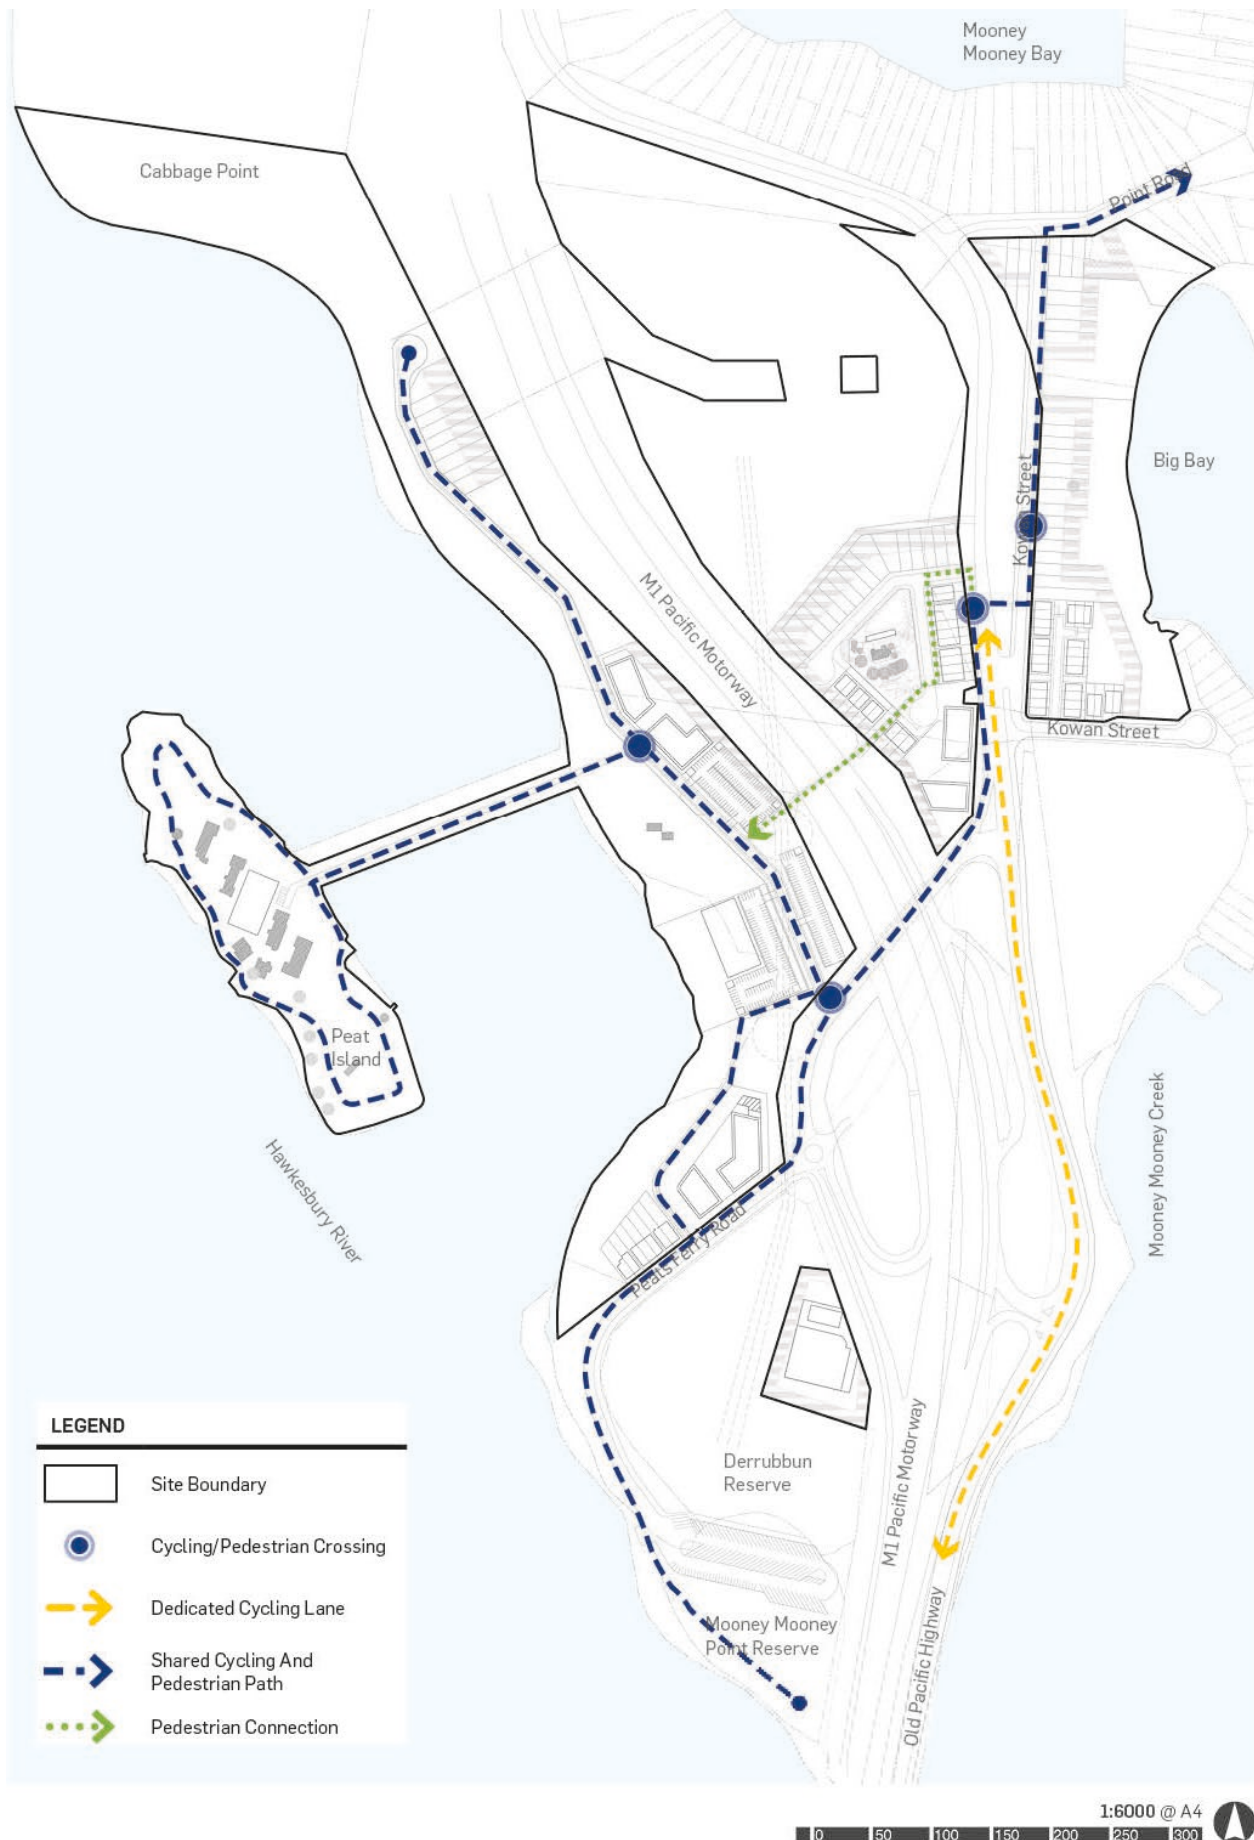 Mooney
Mooney Bay
Cabbage Point
Point Road
Big Bay
Kowan Street
M1 Pacific Motorway
Kowan Street
Peat
Island
Hawkesbury River
Mooney Mooney Creek
Peats Ferry Road
Derrubbun
Reserve
M1 Pacific Motorway
Mooney Mooney
Point Reserve
Old Pacific Highway
LEGEND
Site Boundary
Cycling/Pedestrian Crossing
Dedicated Cycling Lane
Shared Cycling And
Pedestrian Path
Pedestrian Connection
1:6000 @ A4
0 50 100 150 200 250 300